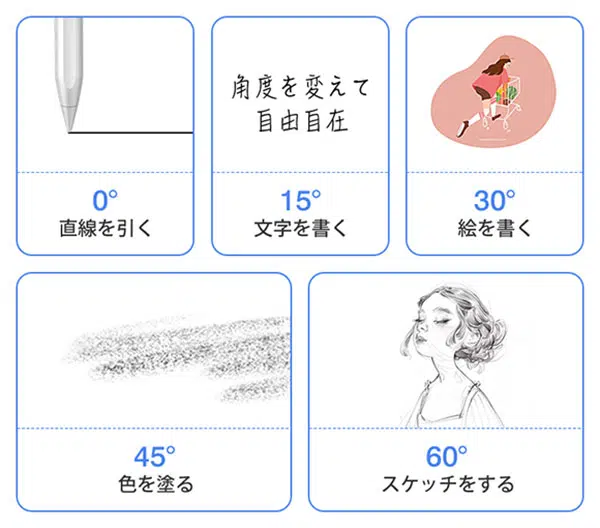 角度を変えて
自由自在
0°
直線を引く
15°
文字を書く
30°
絵を書く
45°
色を塗る
60°
スケッチをする